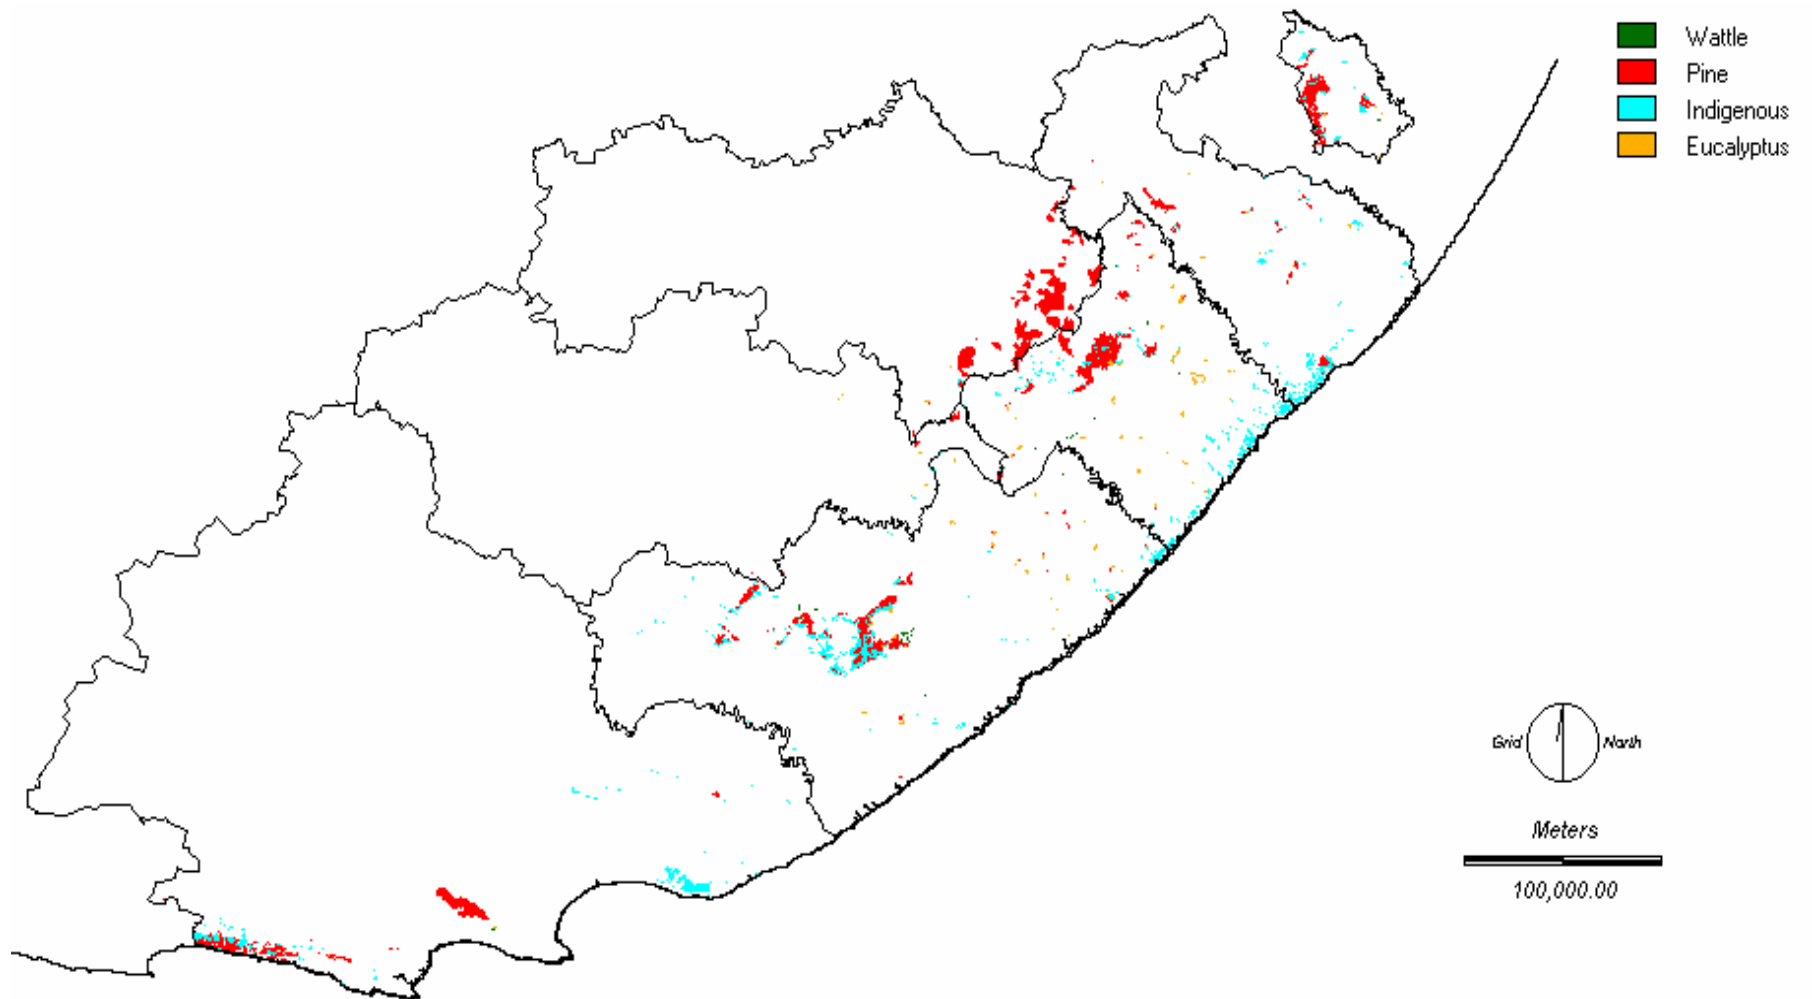 Wattle
Pine
Indigenous
Eucalyptus
Grid North
Meters
100,000.00